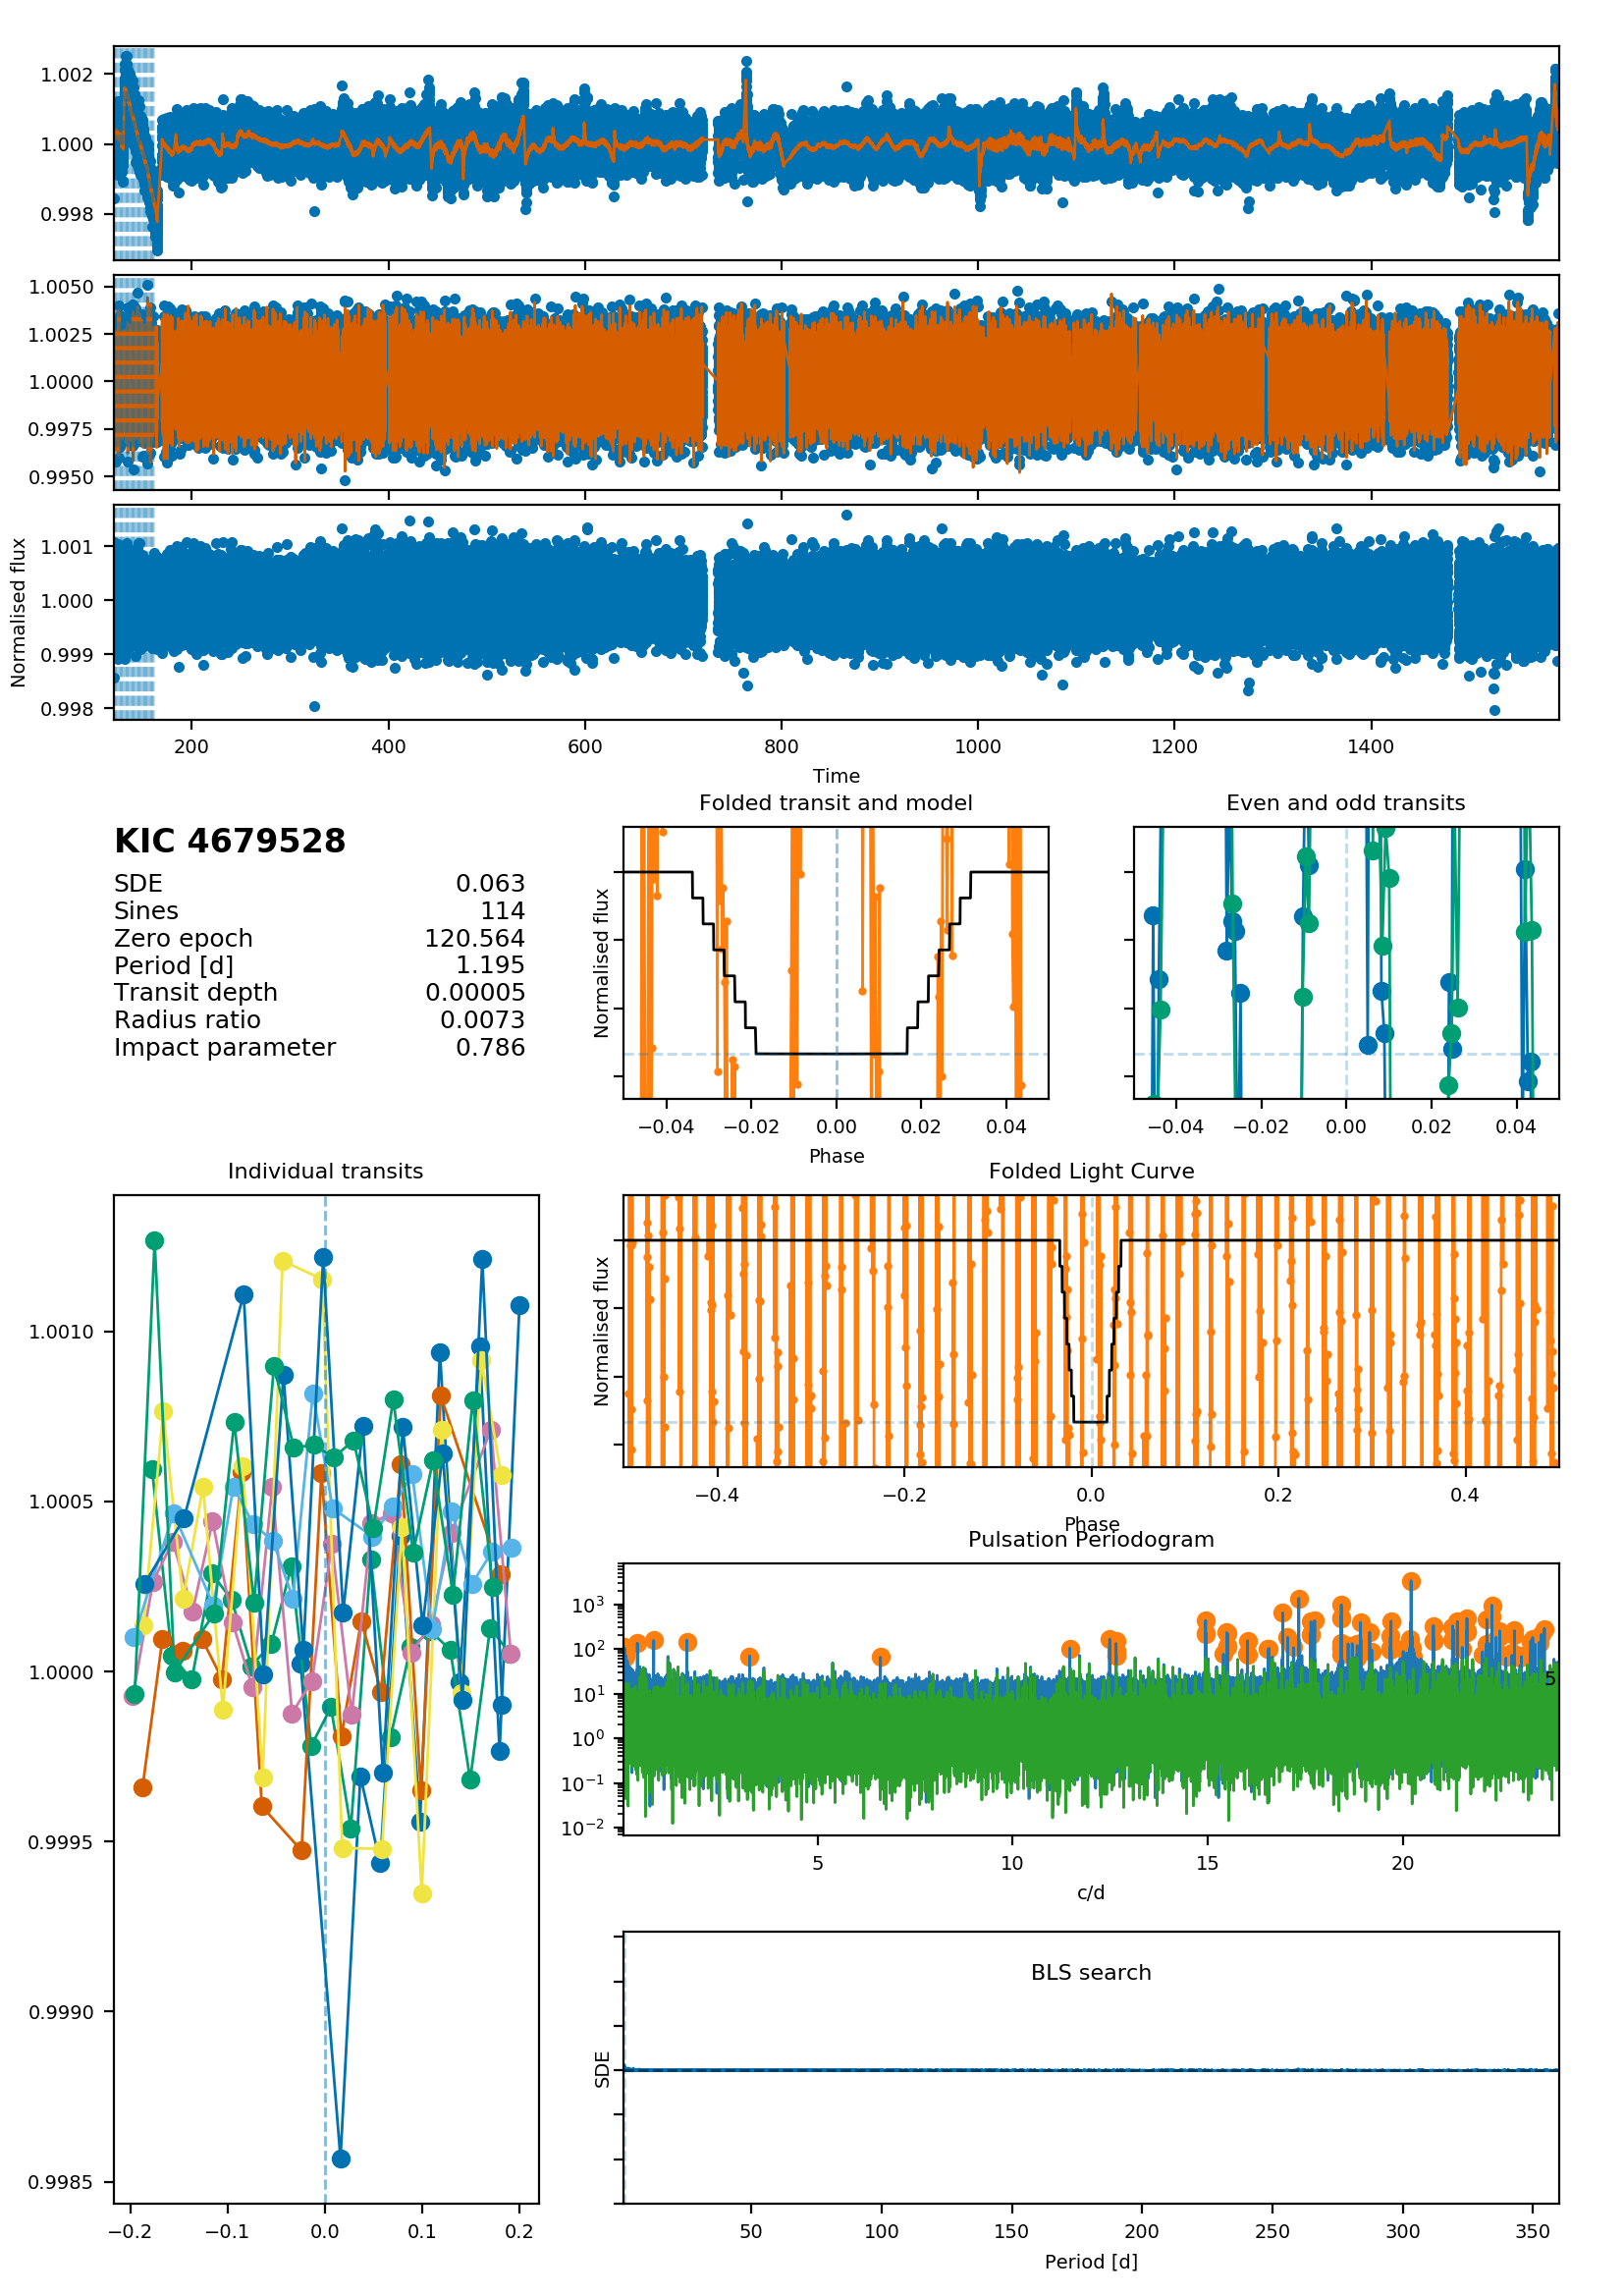 1.002
1.000
0.998
1.0050
1.0025
1.0000
0.9975
0.9950
Normalised flux
1.001
1.000
0.999
0.998
200 400 600 800 1000 1200 1400
Time
KIC 4679528
SDE 0.063
Sines 114
Zero epoch 120.564
Period [d] 1.195
Transit depth 0.00005
Radius ratio 0.0073
Impact parameter 0.786
Folded transit and model
Normalised flux
−0.04 −0.02 0.00 0.02 0.04
Phase
Even and odd transits
−0.04 −0.02 0.00 0.02 0.04
Individual transits
1.0010
1.0005
1.0000
0.9995
0.9990
0.9985
−0.2 −0.1 0.0 0.1 0.2
Folded Light Curve
Normalised flux
−0.4 −0.2 0.0 0.2 0.4
Phase
Pulsation Periodogram
10³
10²
10¹
10⁰
10⁻¹
10⁻²
5
5 10 15 20
c/d
BLS search
SDE
50 100 150 200 250 300 350
Period [d]